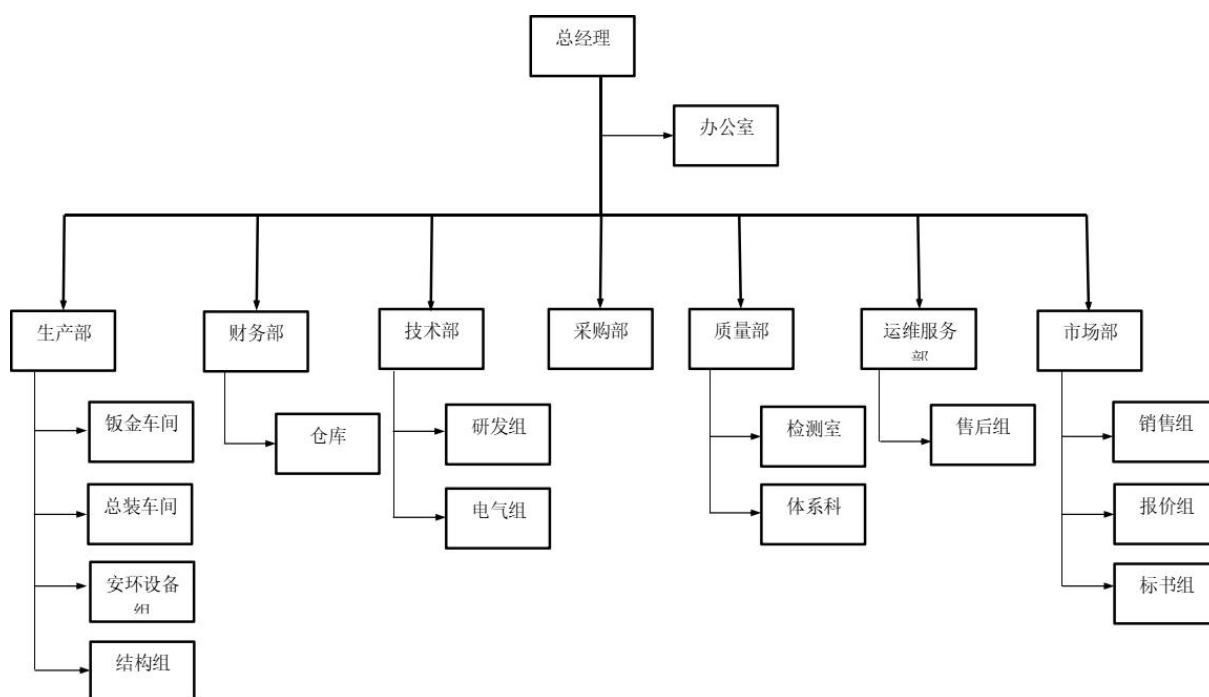 总经理
办公室
生产部
财务部
技术部
采购部
质量部
运维服务
部
市场部
钣金车间
仓库
研发组
检测室
售后组
销售组
总装车间
电气组
体系科
报价组
安环设备
组
标书组
结构组